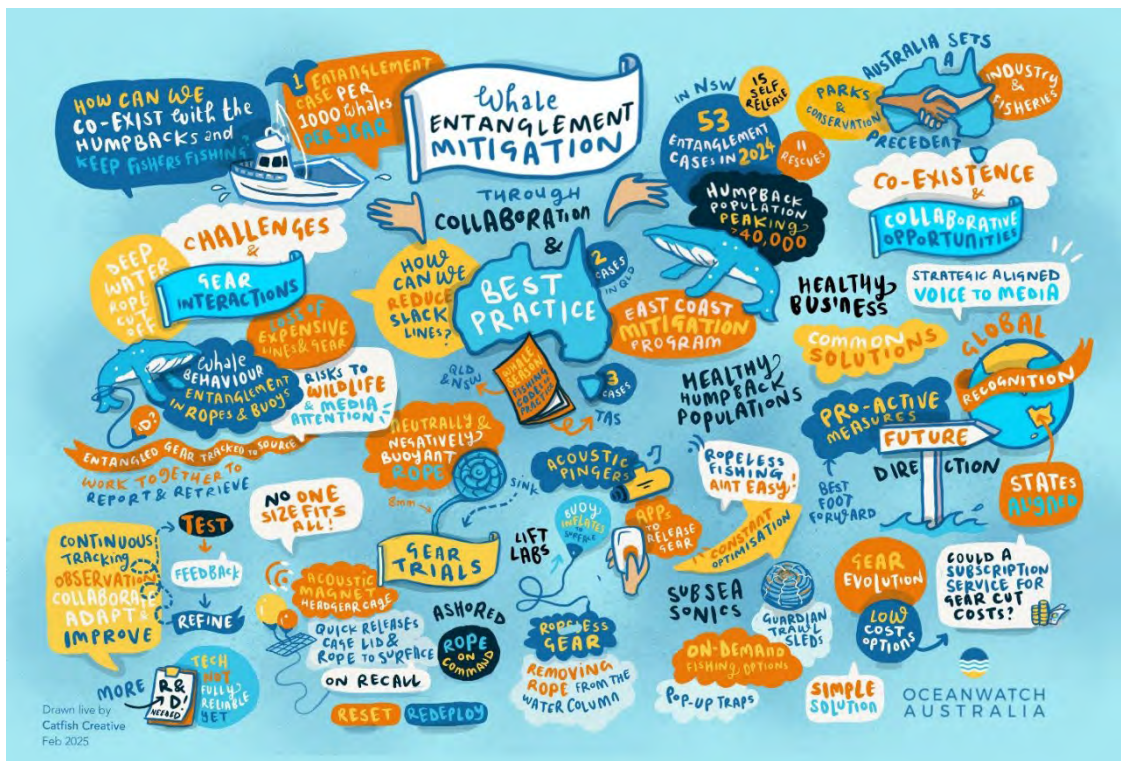 HOW CAN WE
CO-EXIST with the
HUMPBACKS and
KEEP FISHERS FISHING
1 ENTANGLEMENT
CASE PER
1000 Whales
PER YEAR
Whale
ENTANGLEMENT
MITIGATION
THROUGH
COLLABORATION
&
BEST
PRACTICE
IN NSW
53
ENTANGLEMENT
CASES IN 2024
15
SELF
RELEASE
11
RESCUES
HUMPBACK
POPULATION
PEAKING
>40,000
AUSTRALIA SETS
A
PRECEDENT
PARKS
&
CONSERVATION
INDUSTRY
&
FISHERIES
CO-EXISTENCE
&
COLLABORATIVE
OPPORTUNITIES
STRATEGIC ALIGNED
VOICE TO MEDIA
CHALLENGES
&
GEAR
INTERACTIONS
DEEP
WATER
ROPE
CUT
OFF
LOSS OF
EXPENSIVE
LINES & GEAR
Whale
BEHAVIOUR
ENTANGLEMENT
IN ROPES & BUOYS
RISKS TO
WILDLIFE
& MEDIA
ATTENTION
ID?
ENTANGLED GEAR TRACKED TO SOURCE
WORK TOGETHER TO
REPORT & RETRIEVE
HOW
CAN WE
REDUCE
SLACK
LINES?
2
CASES
IN QLD
EAST COAST
MITIGATION
PROGRAM
QLD
& NSW
WHALE
SEASON
FISHING
CODE OF
PRACTICE
3
CASES
TAS
HEALTHY
BUSINESS
COMMON
SOLUTIONS
HEALTHY
HUMPBACK
POPULATIONS
GLOBAL
RECOGNITION
PRO-ACTIVE
MEASURES
FUTURE
DIRECTION
BEST
FOOT
FORWARD
STATES
ALIGNED
NEUTRALLY &
NEGATIVELY
BUOYANT
ROPE
8mm
SINK
GEAR
TRIALS
ACOUSTIC
PINGERS
ROPELESS
FISHING
AINT EASY!
CONSTANT
OPTIMISATION
NO ONE
SIZE FITS
ALL!
CONTINUOUS
TRACKING
OBSERVATION
COLLABORATE
ADAPT &
IMPROVE
TEST
FEEDBACK
REFINE
MORE
R &
D!
NEEDED
TECH
NOT
FULLY
RELIABLE
YET
ACOUSTIC
MAGNET
HEADGEAR CAGE
QUICK RELEASES
CAGE LID &
ROPE TO SURFACE
ON RECALL
RESET
REDEPLOY
ASHORED
ROPE
ON
COMMAND
LIFT
LABS
BUOY
INFLATES
TO
SURFACE
APPS
TO
RELEASE
GEAR
ROPELESS
GEAR
REMOVING
ROPE FROM THE
WATER COLUMN
SUB SEA
SONICS
GUARDIAN
TRAWL
SLEDS
ON-DEMAND
FISHING OPTIONS
POP-UP TRAPS
GEAR
EVOLUTION
LOW
COST
OPTIONS
SIMPLE
SOLUTION
COULD A
SUBSCRIPTION
SERVICE FOR
GEAR CUT
COSTS?
OCEANWATCH
AUSTRALIA
Drawn live by
Catfish Creative
Feb 2025